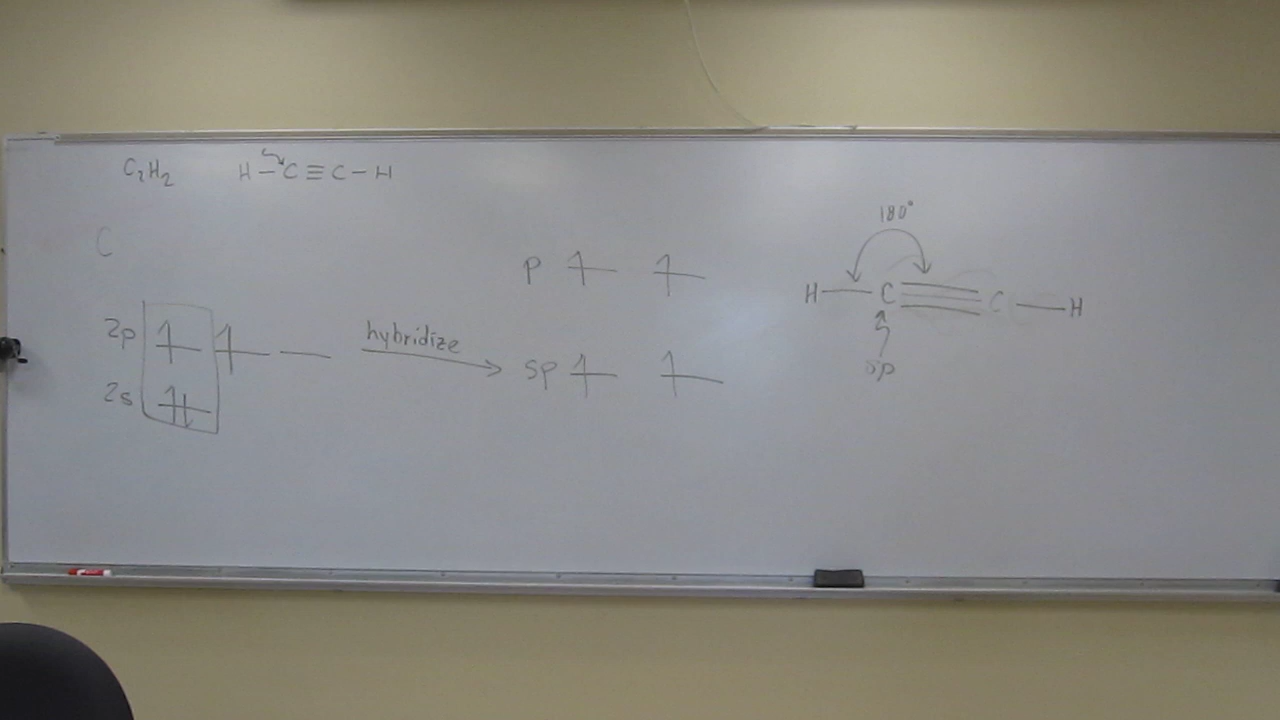 C₂H₂ H-C≡C-H
C
2p
2s
hybridize
p
sp
180°
H-C≡C-H
sp